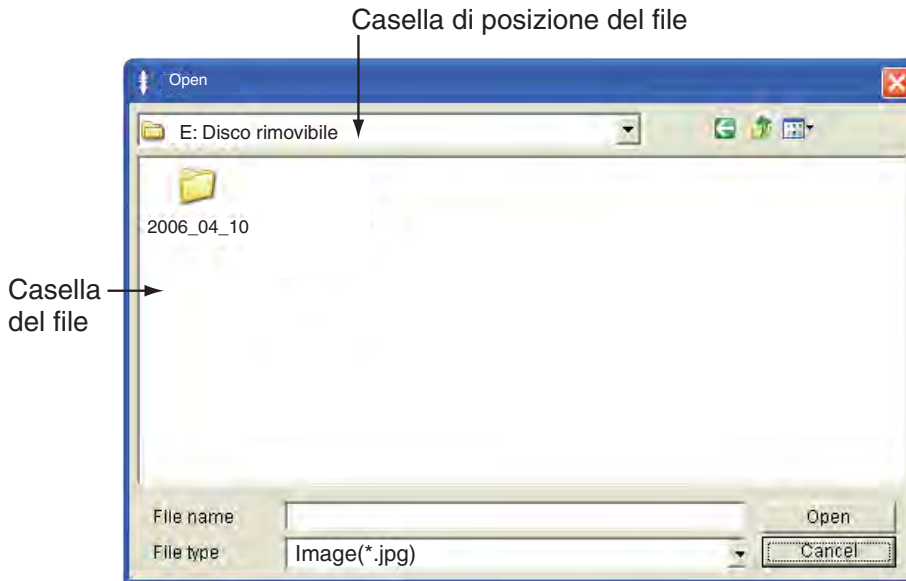 Casella di posizione del file
Open
E: Disco rimovibile
2006_04_10
Casella
del file
File name
Open
File type
Image(*.jpg)
Cancel